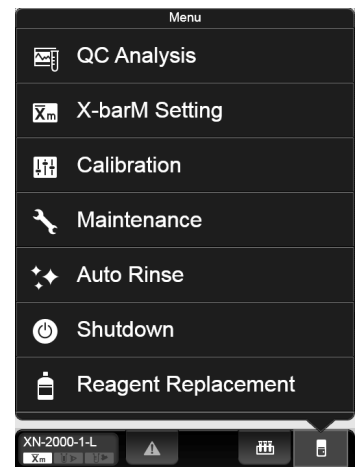 Menu
QC Analysis
X̄m X-barM Setting
Calibration
Maintenance
Auto Rinse
Shutdown
Reagent Replacement
XN-2000-1-L
X̄m